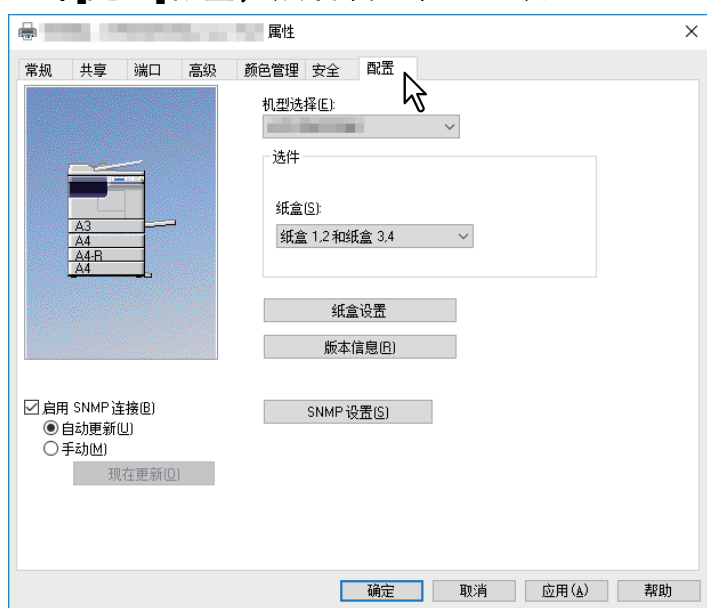 属性
常规 共享 端口 高级 颜色管理 安全 配置
机型选择(E):
选件
纸盒(S):
纸盒 1,2 和纸盒 3,4
A3
A4
A4-R
A4
纸盒设置
版本信息(R)
启用 SNMP 连接(B)
SNMP 设置(S)
自动更新(U)
手动(M)
现在更新(O)
确定 取消 应用(A) 帮助